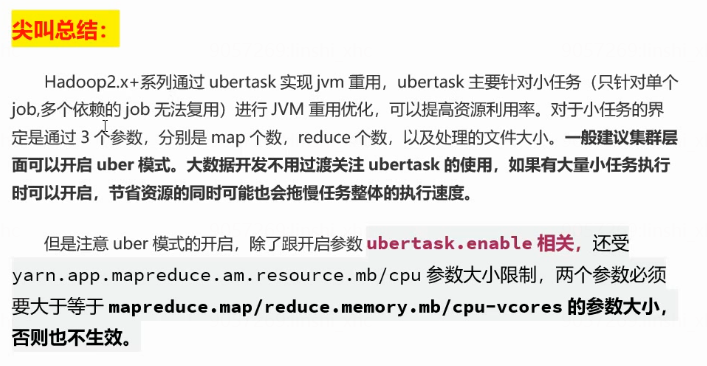 尖叫总结：
Hadoop2.x+系列通过 ubertask 实现 jvm 重用，ubertask 主要针对小任务（只针对单个
job,多个依赖的 job 无法复用）进行 JVM 重用优化，可以提高资源利用率。对于小任务的界
定是通过 3 个参数，分别是 map 个数，reduce 个数，以及处理的文件大小。一般建议集群层
面可以开启 uber 模式。大数据开发不用过渡关注 ubertask 的使用，如果有大量小任务执行
时可以开启，节省资源的同时可能也会拖慢任务整体的执行速度。
但是注意 uber 模式的开启，除了跟开启参数 ubertask.enable 相关，还受
yarn.app.mapreduce.am.resource.mb/cpu 参数大小限制，两个参数必须
要大于等于 mapreduce.map/reduce.memory.mb/cpu-vcores 的参数大小，
否则也不生效。